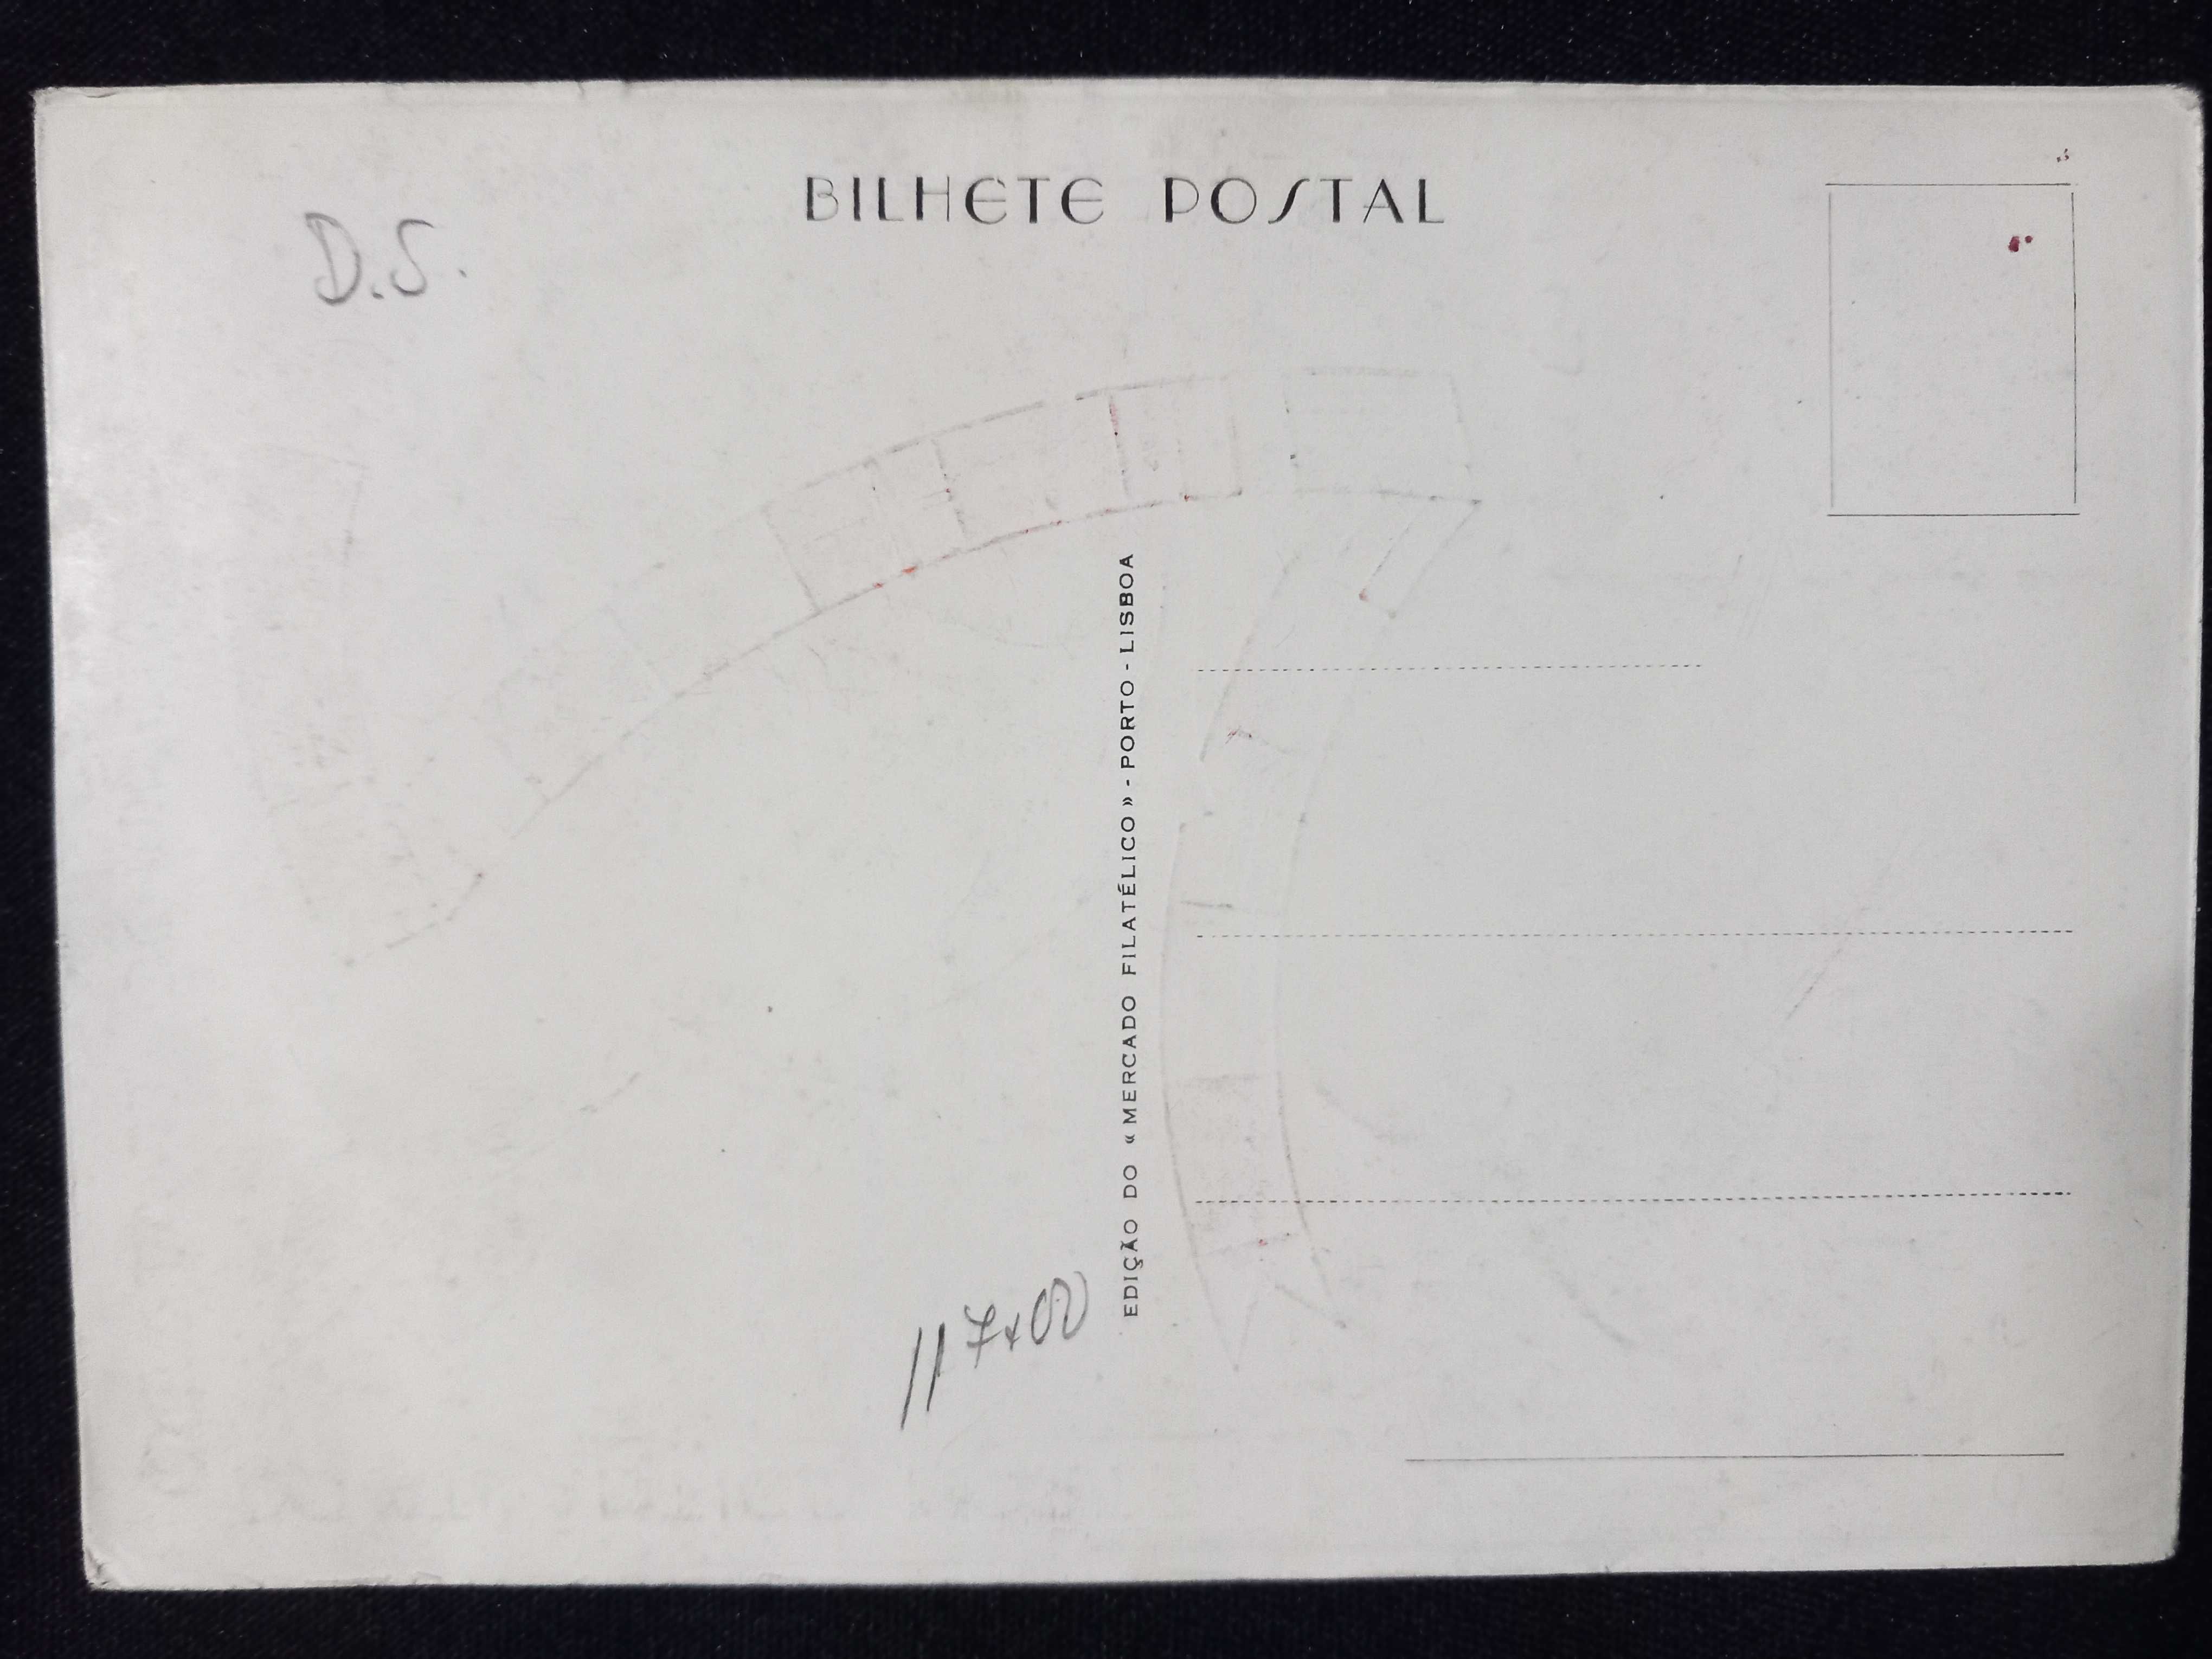 BILHETE POSTAL
D.S.
EDIÇÃO DO « MERCADO FILATÉLICO » - PORTO - LISBOA